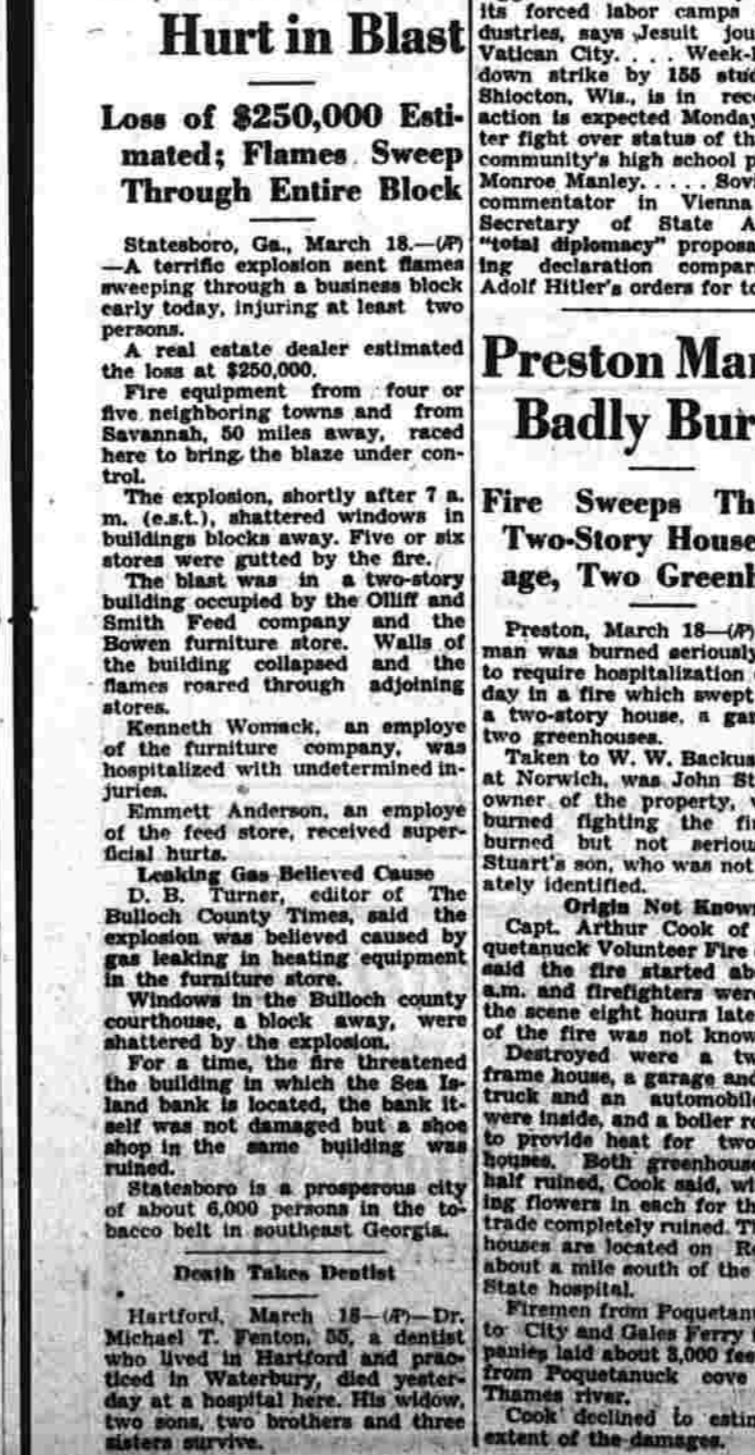 Hurt in Blast
Loss of $250,000 Esti-
mated; Flames Sweep
Through Entire Block
Statesboro, Ga., March 18.—(AP)
—A terrific explosion sent flames
sweeping through a business block
early today, injuring at least two
persons.
A real estate dealer estimated
the loss at $250,000.
Fire equipment from four or
five neighboring towns and from
Savannah, 50 miles away, raced
here to bring the blaze under con-
trol.
The explosion, shortly after 7 a.
m. (e.s.t.), shattered windows in
buildings blocks away. Five or six
stores were gutted by the fire.
The blast was in a two-story
building occupied by the Olliff and
Smith Feed company and the
Bowen furniture store. Walls of
the building collapsed and the
flames roared through adjoining
stores.
Kenneth Womack, an employe
of the furniture company, was
hospitalized with undetermined in-
juries.
Emmett Anderson, an employe
of the feed store, received super-
ficial hurts.
Leaking Gas Believed Cause
D. B. Turner, editor of The
Bulloch County Times, said the
explosion was believed caused by
gas leaking in heating equipment
in the furniture store.
Windows in the Bulloch county
courthouse, a block away, were
shattered by the explosion.
For a time, the fire threatened
the building in which the Sea Is-
land bank is located, the bank it-
self was not damaged but a shoe
shop in the same building was
ruined.
Statesboro is a prosperous city
of about 6,000 persons in the to-
bacco belt in southeast Georgia.
Death Takes Dentist
Hartford, March 18—(AP)—Dr.
Michael T. Fenton, 55, a dentist
who lived in Hartford and prac-
ticed in Waterbury, died yester-
day at a hospital here. His widow,
two sons, two brothers and three
sisters survive.
its forced labor camps
dustries, says Jesuit jou
Vatican City. . . . Week-l
down strike by 155 stud
Shiocton, Wis., is in rec
action is expected Monday
ter fight over status of th
community's high school p
Monroe Manley. . . . . Sovi
commentator in Vienna
Secretary of State A
"total diplomacy" proposa
ing declaration compar
Adolf Hitler's orders for to
Preston Man
Badly Bur
Fire Sweeps Th
Two-Story House
age, Two Greenh
Preston, March 18—(AP)
man was burned seriously
to require hospitalization
day in a fire which swept
a two-story house, a gar
two greenhouses.
Taken to W. W. Backus
at Norwich, was John St
owner of the property,
burned fighting the fir
burned but not seriou
Stuart's son, who was not
ately identified.
Origin Not Known
Capt. Arthur Cook of
quetanuck Volunteer Fire
said the fire started ab
a.m. and firefighters were
the scene eight hours late
of the fire was not know
Destroyed were a tw
frame house, a garage and
truck and an automobile
were inside, and a boiler r
to provide heat for two
houses. Both greenhouse
half ruined, Cook said, wi
ing flowers in each for th
trade completely ruined. T
houses are located on R
about a mile south of the
State hospital.
Firemen from Poquetanu
to City and Gales Ferry
panies laid about 3,000 fee
from Poquetanuck cove
Thames river.
Cook declined to esti
extent of the damages.